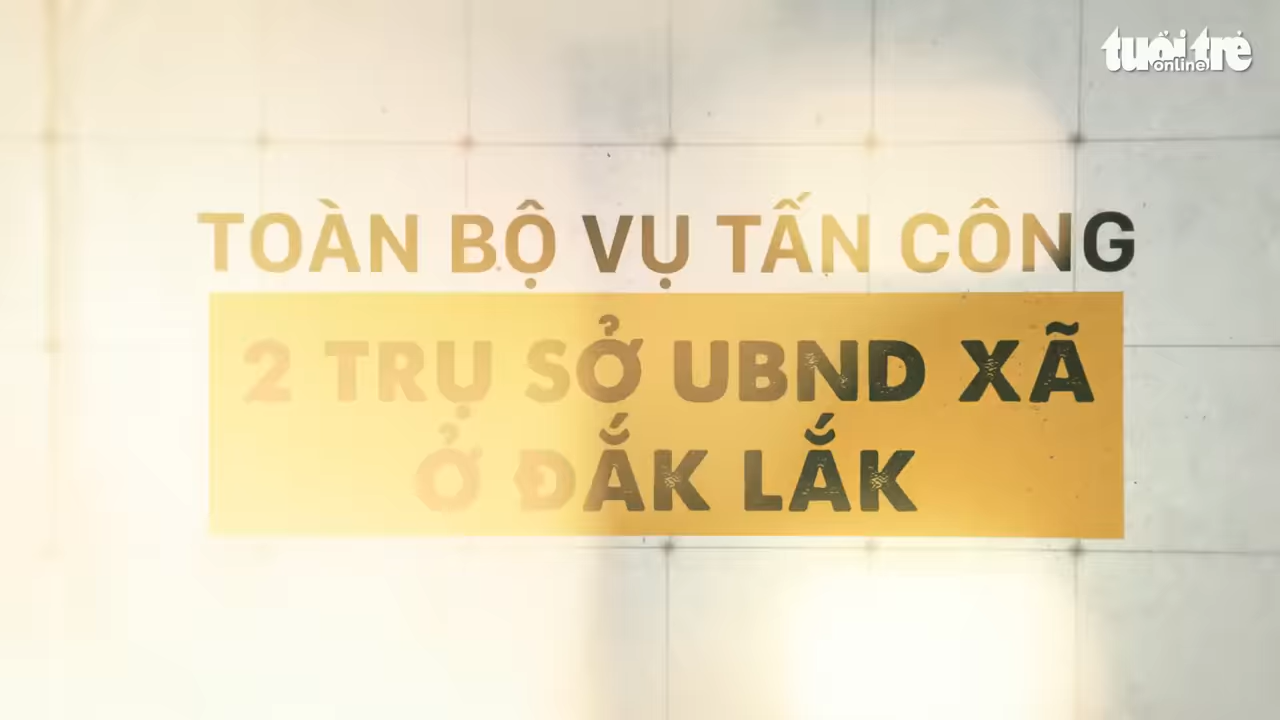 tuổi trẻ
online
TOÀN BỘ VỤ TẤN CÔNG
2 TRỤ SỞ UBND XÃ
Ở ĐẮK LẮK